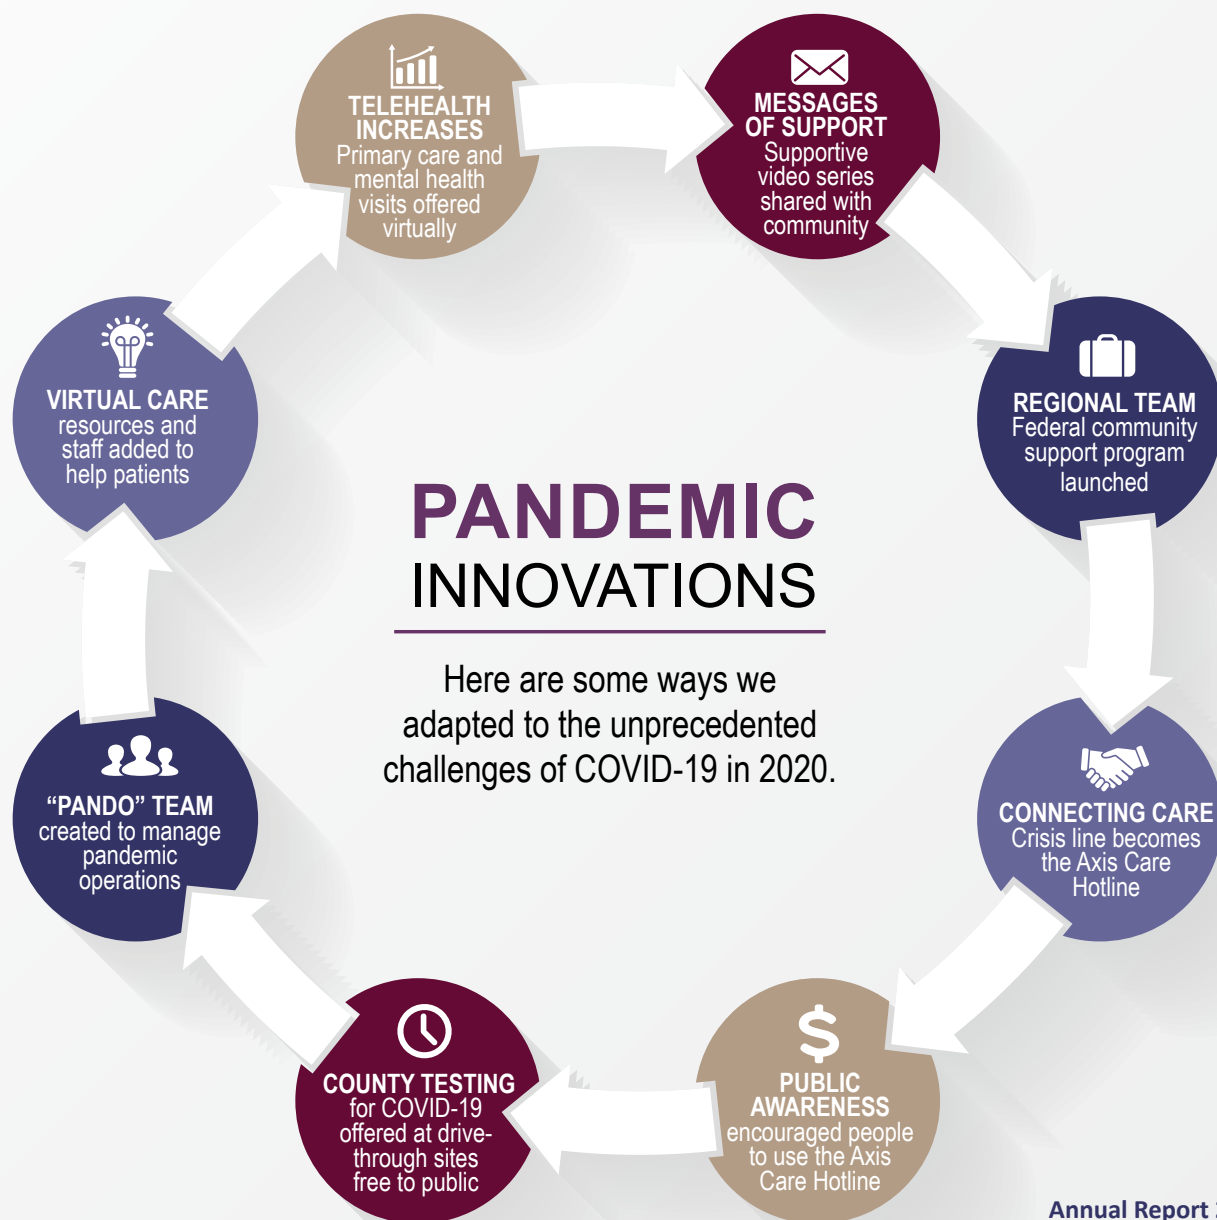 TELEHEALTH
INCREASES
Primary care and
mental health
visits offered
virtually
MESSAGES
OF SUPPORT
Supportive
video series
shared with
community
REGIONAL TEAM
Federal community
support program
launched
CONNECTING CARE
Crisis line becomes
the Axis Care
Hotline
PUBLIC
AWARENESS
encouraged people
to use the Axis
Care Hotline
COUNTY TESTING
for COVID-19
offered at drive-
through sites
free to public
“PANDO” TEAM
created to manage
pandemic
operations
VIRTUAL CARE
resources and
staff added to
help patients
PANDEMIC
INNOVATIONS
Here are some ways we
adapted to the unprecedented
challenges of COVID-19 in 2020.
Annual Report